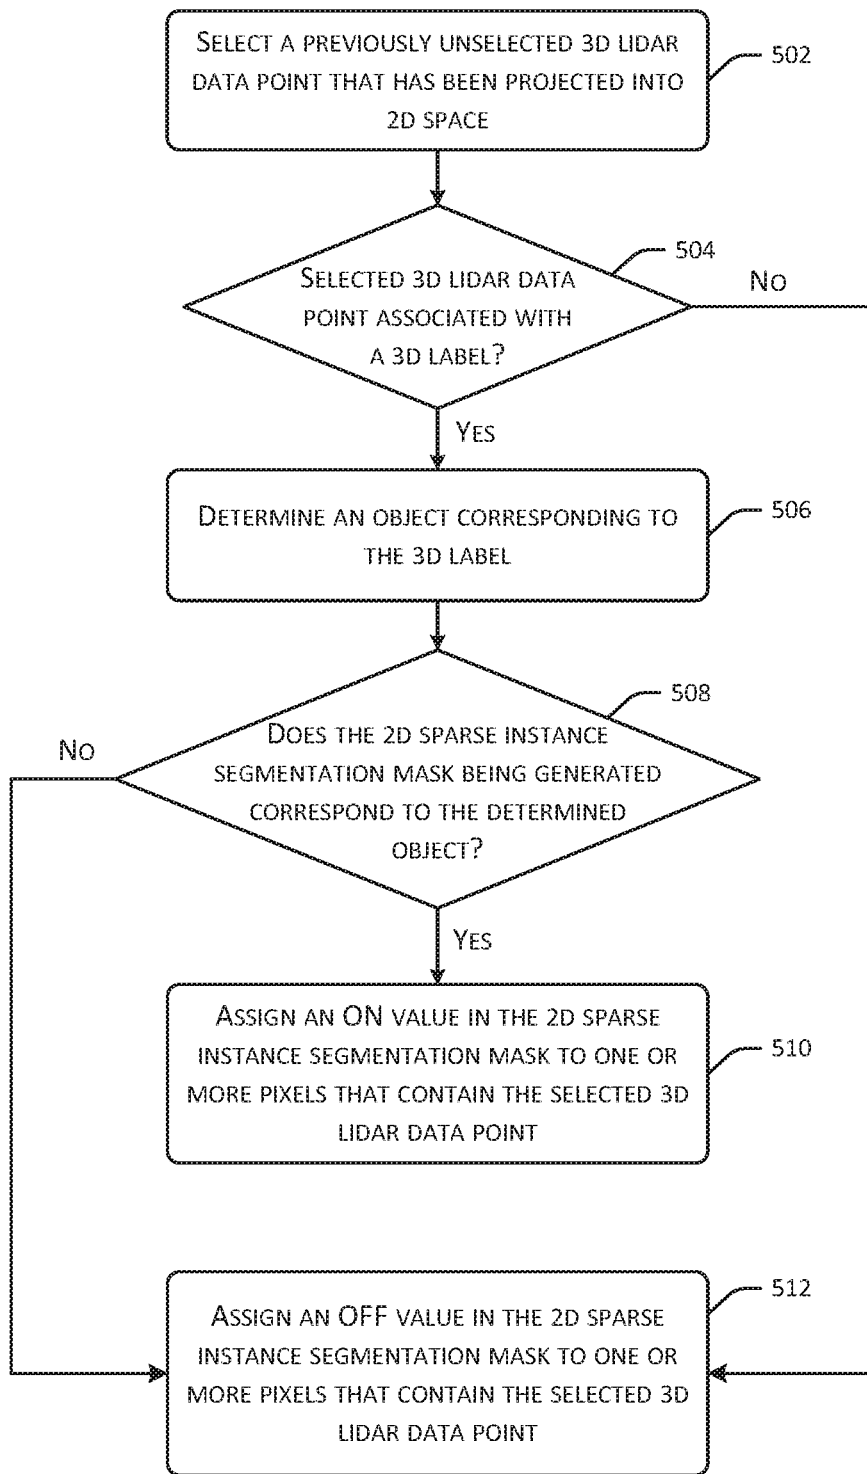 SELECT A PREVIOUSLY UNSELECTED 3D LIDAR
DATA POINT THAT HAS BEEN PROJECTED INTO
2D SPACE
502
SELECTED 3D LIDAR DATA
POINT ASSOCIATED WITH
A 3D LABEL?
504
NO
YES
DETERMINE AN OBJECT CORRESPONDING TO
THE 3D LABEL
506
DOES THE 2D SPARSE INSTANCE
SEGMENTATION MASK BEING GENERATED
CORRESPOND TO THE DETERMINED
OBJECT?
508
NO
YES
ASSIGN AN ON VALUE IN THE 2D SPARSE
INSTANCE SEGMENTATION MASK TO ONE OR
MORE PIXELS THAT CONTAIN THE SELECTED 3D
LIDAR DATA POINT
510
ASSIGN AN OFF VALUE IN THE 2D SPARSE
INSTANCE SEGMENTATION MASK TO ONE OR
MORE PIXELS THAT CONTAIN THE SELECTED 3D
LIDAR DATA POINT
512